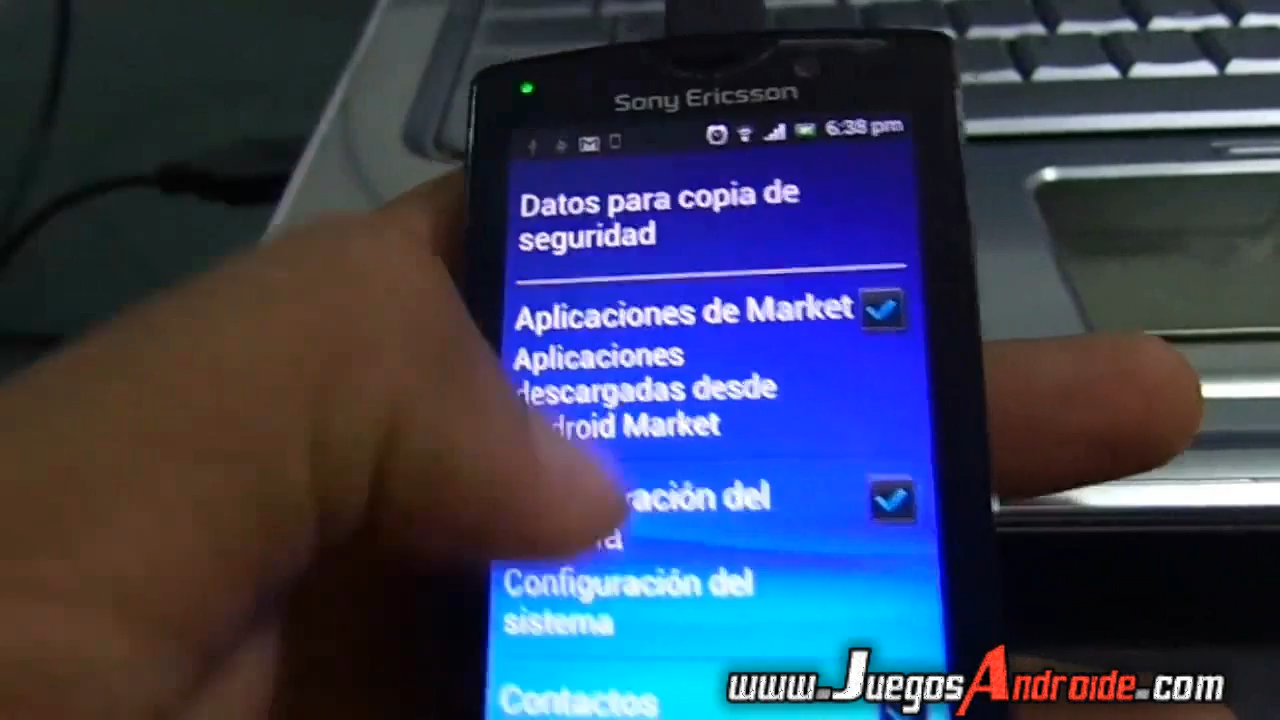 Sony Ericsson
6:38 pm
Datos para copia de
seguridad
Aplicaciones de Market
Aplicaciones
descargadas desde
droid Market
ración del
Configuración del
sistema
Contactos
www.JuegosAndroide.com